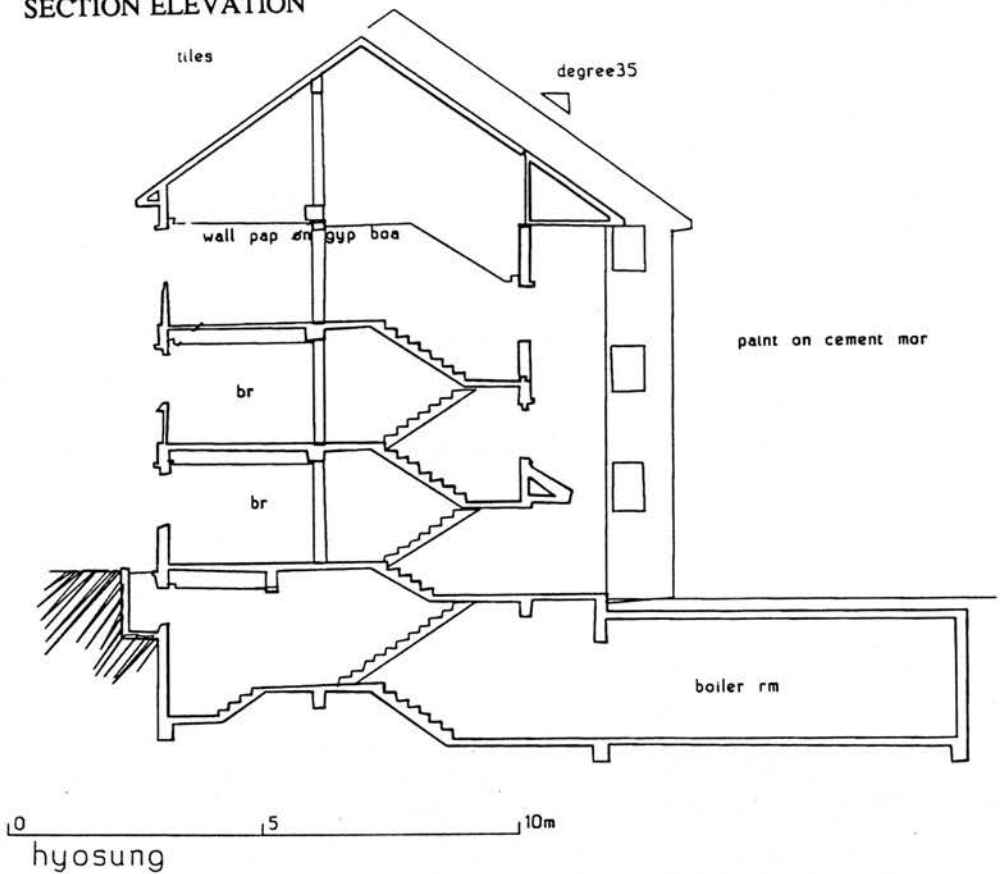 SECTION ELEVATION
tiles
degree35
wall pap on gyp boa
paint on cement mor
br
br
boiler rm
0 5 10m
hyosung